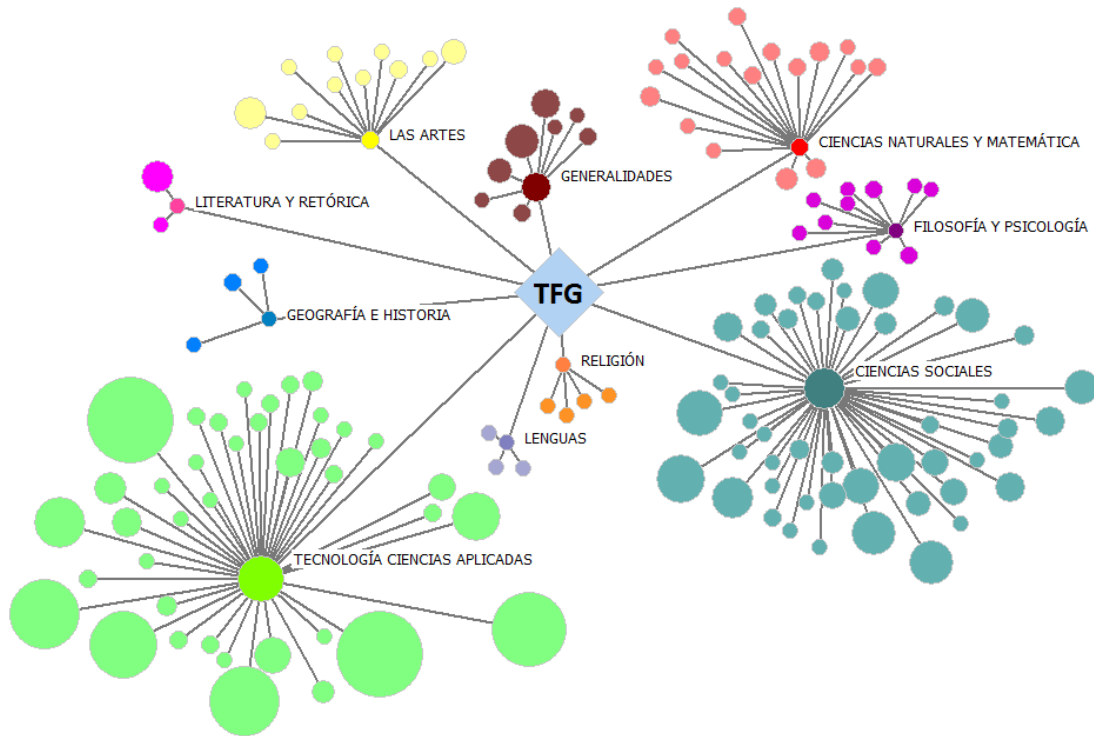 LAS ARTES
CIENCIAS NATURALES Y MATEMÁTICA
GENERALIDADES
LITERATURA Y RETÓRICA
FILOSOFÍA Y PSICOLOGÍA
TFG
GEOGRAFÍA E HISTORIA
RELIGIÓN
CIENCIAS SOCIALES
LENGUAS
TECNOLOGÍA CIENCIAS APLICADAS